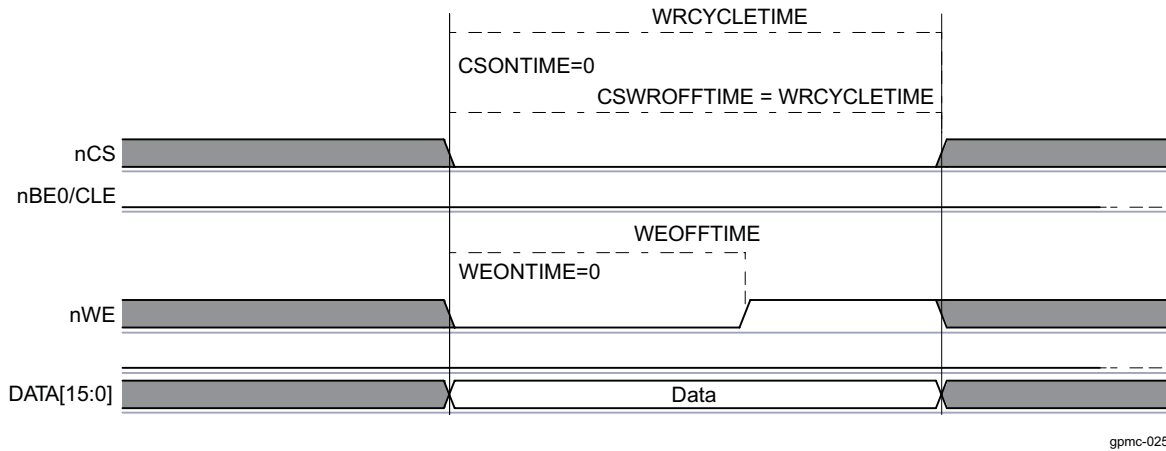 WRCYCLETIME
CSONTIME=0
CSWROFFTIME = WRCYCLETIME
nCS
nBE0/CLE
WEOFFTIME
WEONTIME=0
nWE
DATA[15:0]
Data
gpmc-025